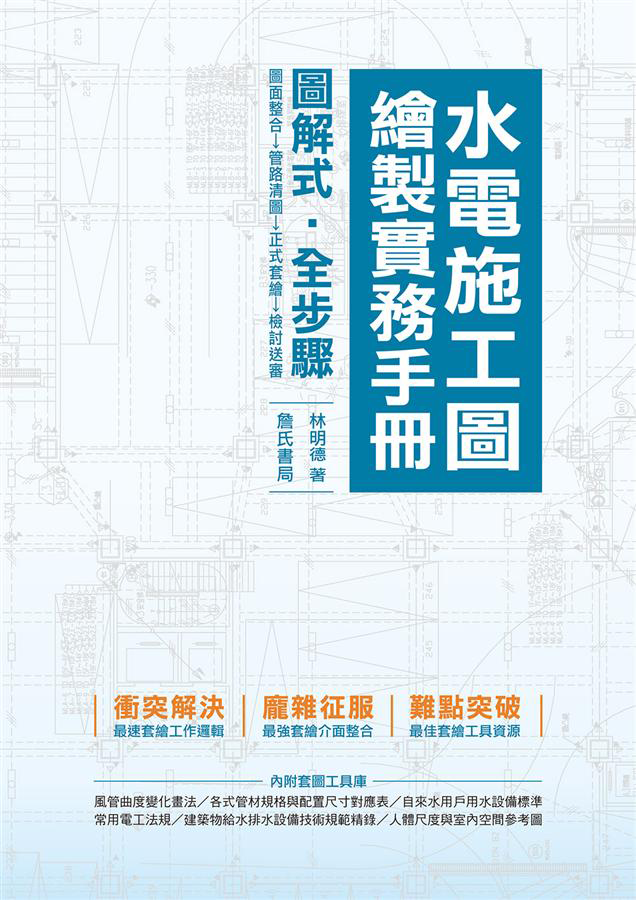 水電施工圖
繪製實務手冊
圖解式・全步驟
圖面整合→管路清圖→正式套繪→檢討送審
林明德 著
詹氏書局
衝突解決
最速套繪工作邏輯
龐雜征服
最強套繪介面整合
難點突破
最佳套繪工具資源
內附套圖工具庫
風管曲度變化畫法／各式管材規格與配置尺寸對應表／自來水用戶用水設備標準
常用電工法規／建築物給水排水設備技術規範精錄／人體尺度與室內空間參考圖
223
225
226
245
246